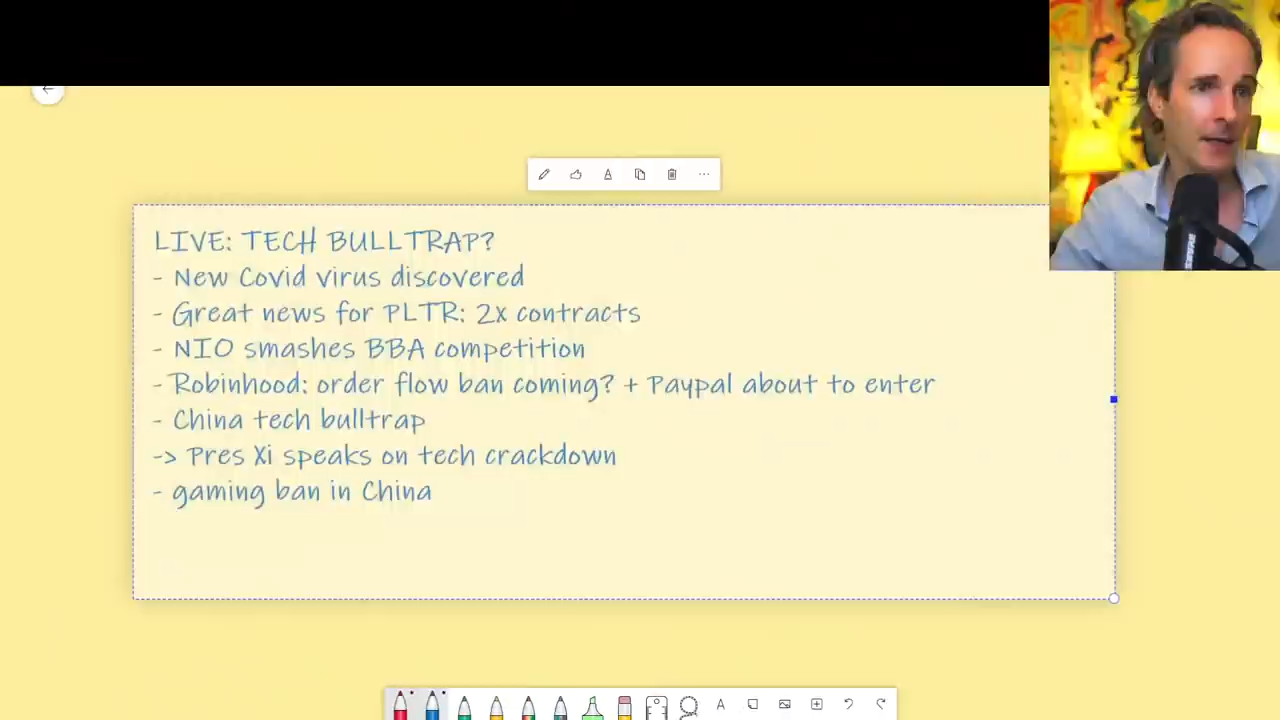 LIVE: TECH BULLTRAP?
- New Covid virus discovered
- Great news for PLTR: 2x contracts
- NIO smashes BBA competition
- Robinhood: order flow ban coming? + Paypal about to enter
- China tech bulltrap
-> Pres Xi speaks on tech crackdown
- gaming ban in China